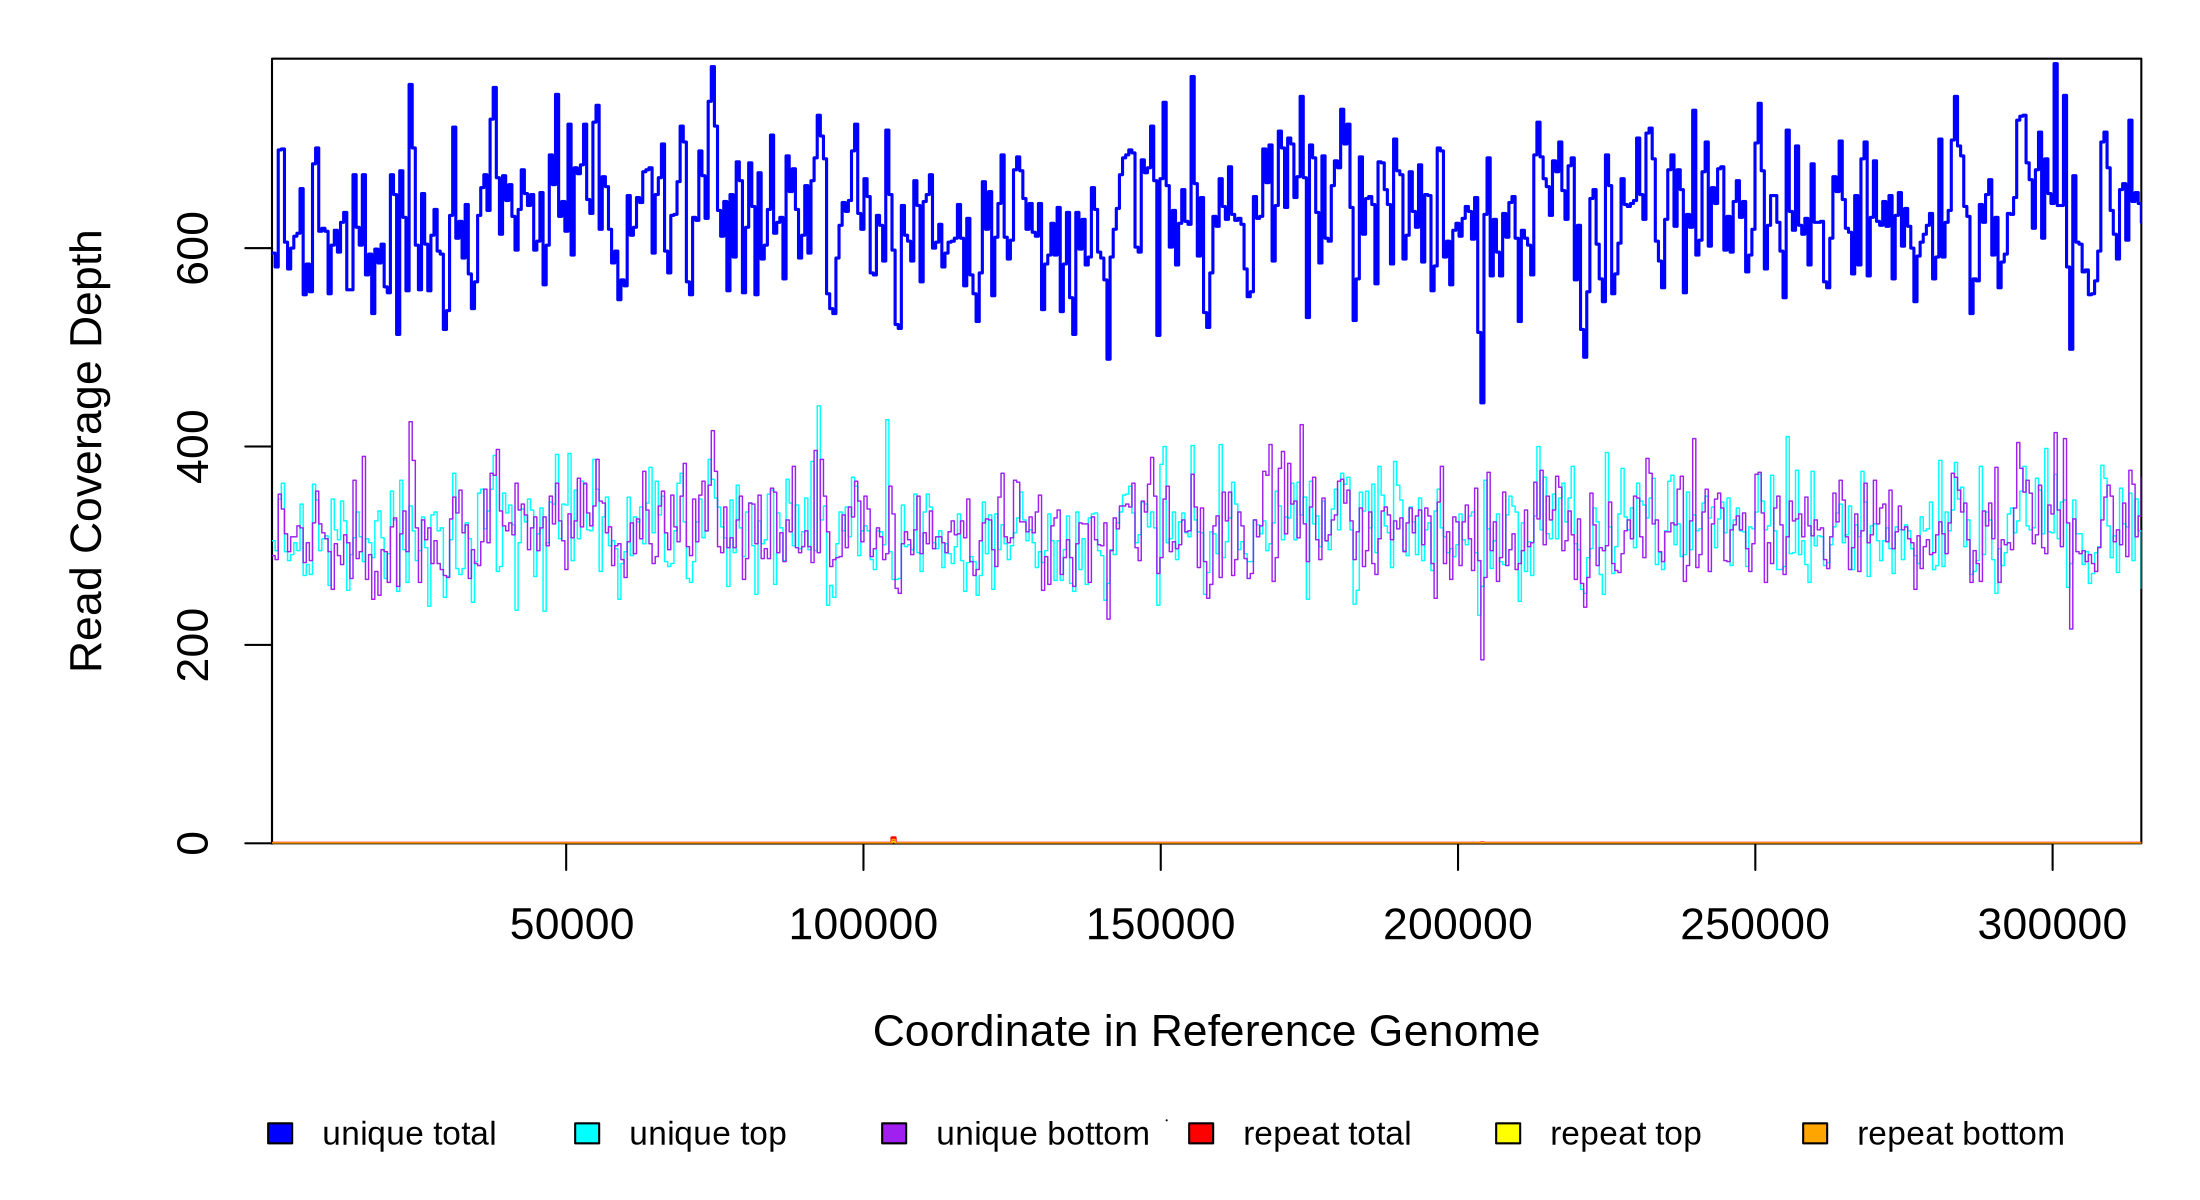 Read Coverage Depth
600
400
200
0
50000 100000 150000 200000 250000 300000
Coordinate in Reference Genome
unique total unique top unique bottom repeat total repeat top repeat bottom